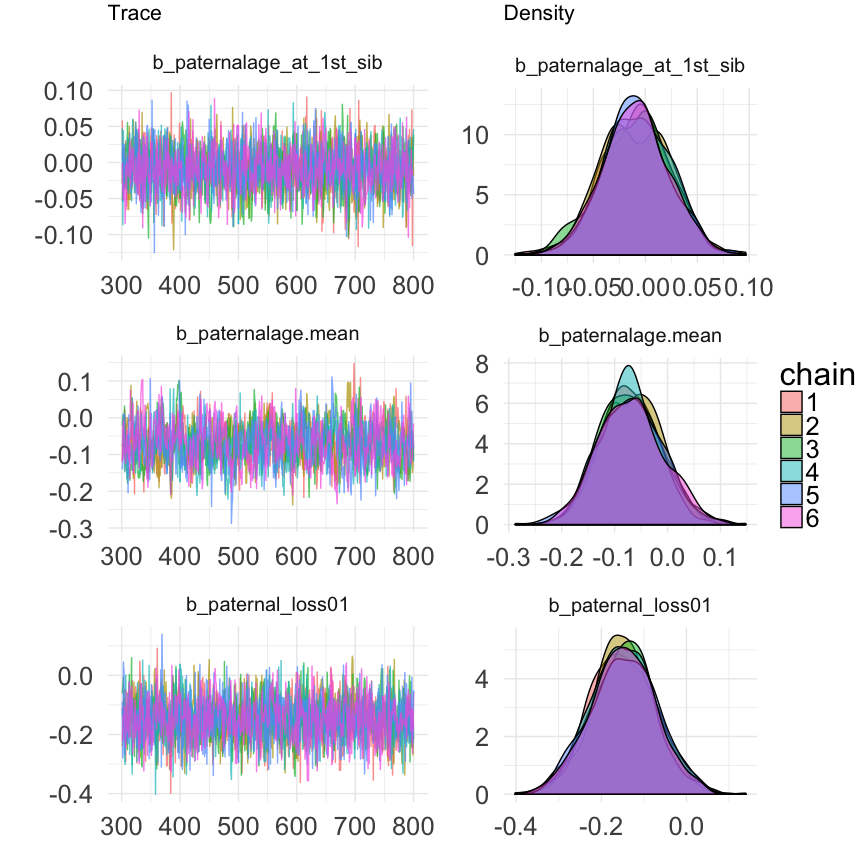 Trace Density
b_paternalage_at_1st_sib b_paternalage_at_1st_sib
0.10
0.05
0.00
-0.05
-0.10
300 400 500 600 700 800
10
5
0
-0.10 -0.05 0.00 0.05 0.10
b_paternalage.mean b_paternalage.mean
0.1
0.0
-0.1
-0.2
-0.3
300 400 500 600 700 800
8
6
4
2
0
-0.3 -0.2 -0.1 0.0 0.1
chain
1
2
3
4
5
6
b_paternal_loss01 b_paternal_loss01
0.0
-0.2
-0.4
300 400 500 600 700 800
4
2
0
-0.4 -0.2 0.0